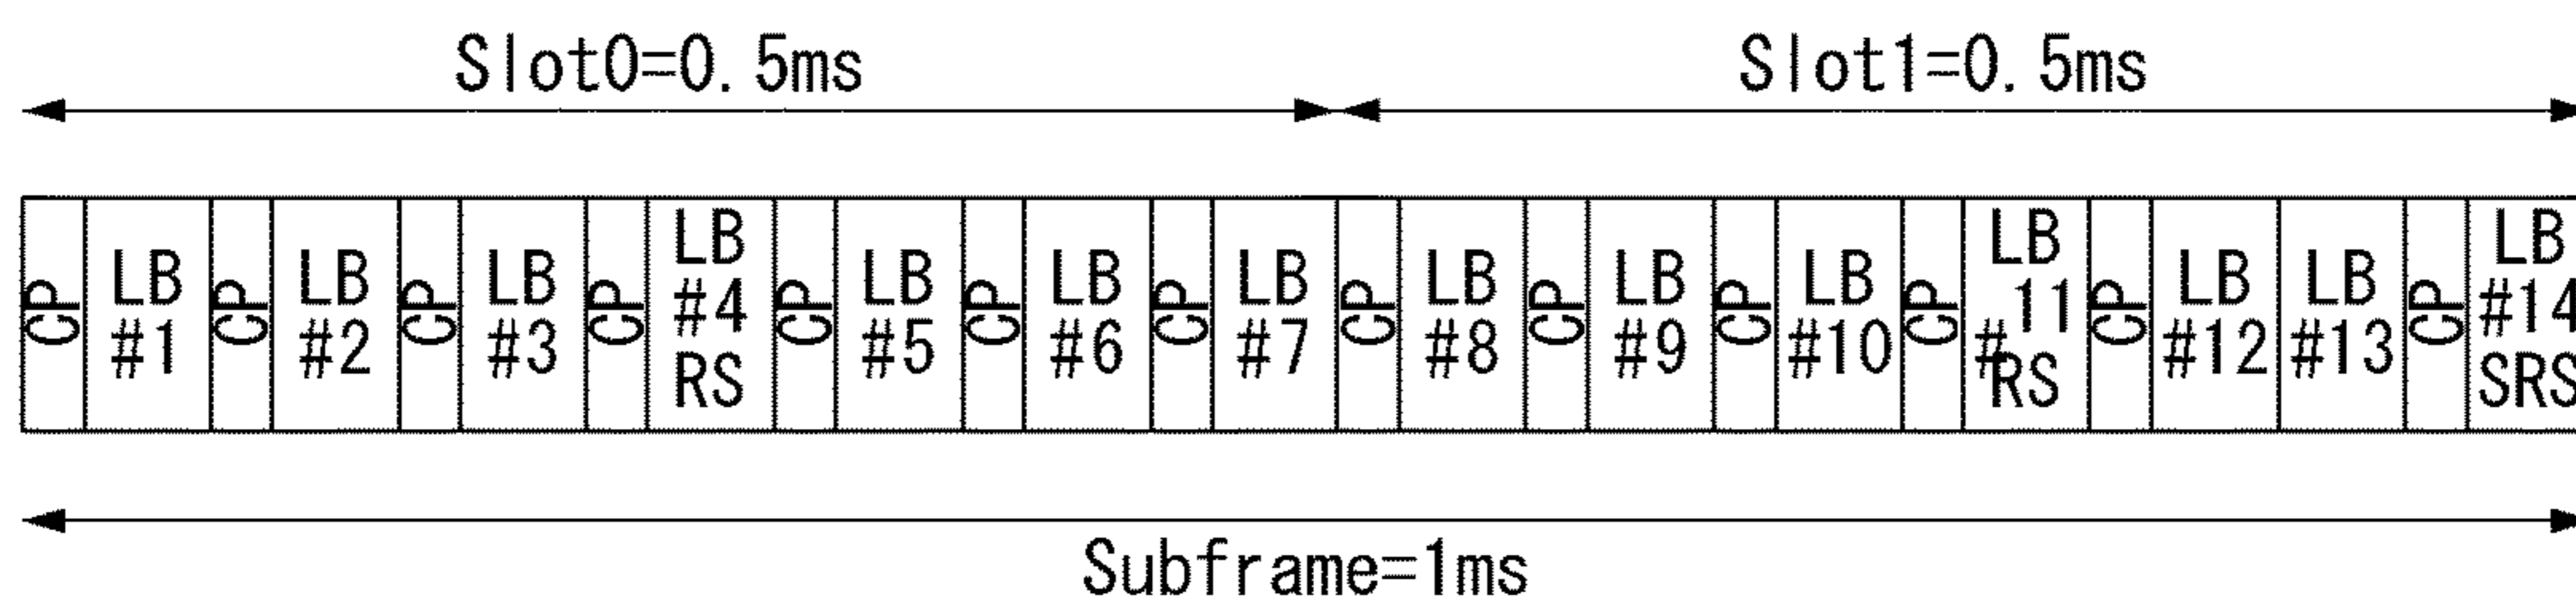 Slot0=0.5ms
Slot1=0.5ms
CP
LB
#1
CP
LB
#2
CP
LB
#3
CP
LB
#4
RS
CP
LB
#5
CP
LB
#6
CP
LB
#7
CP
LB
#8
CP
LB
#9
CP
LB
#10
CP
LB
#11
RS
CP
LB
#12
LB
#13
CP
LB
#14
SRS
Subframe=1ms